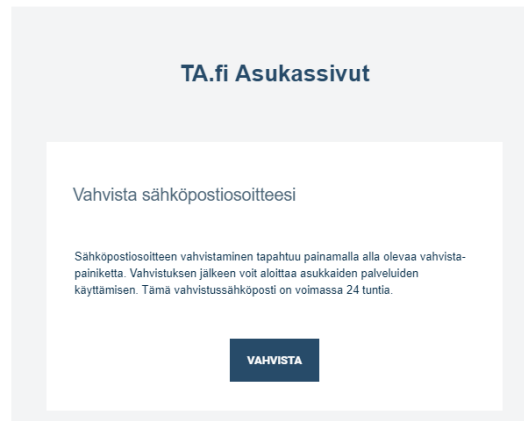 TA.fi Asukassivut
Vahvista sähköpostiosoitteesi
Sähköpostiosoitteen vahvistaminen tapahtuu painamalla alla olevaa vahvista-
painiketta. Vahvistuksen jälkeen voit aloittaa asukkaiden palveluiden
käyttämisen. Tämä vahvistussähköposti on voimassa 24 tuntia.
VAHVISTA